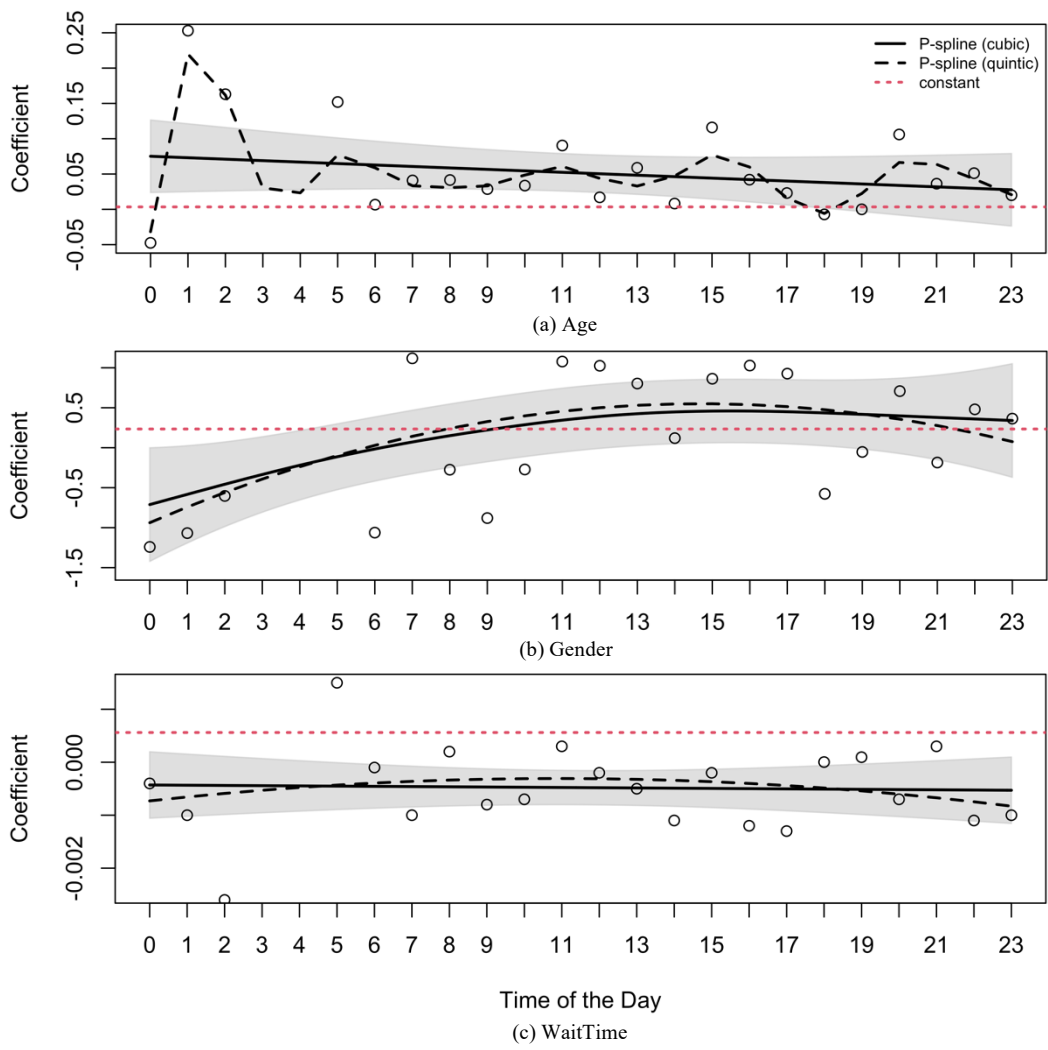 Coefficient
0.25
0.15
0.05
-0.05
P-spline (cubic)
P-spline (quintic)
constant
0 1 2 3 4 5 6 7 8 9 11 13 15 17 19 21 23
(a) Age
Coefficient
0.5
-0.5
-1.5
0 1 2 3 4 5 6 7 8 9 11 13 15 17 19 21 23
(b) Gender
Coefficient
0.000
-0.002
0 1 2 3 4 5 6 7 8 9 11 13 15 17 19 21 23
Time of the Day
(c) WaitTime